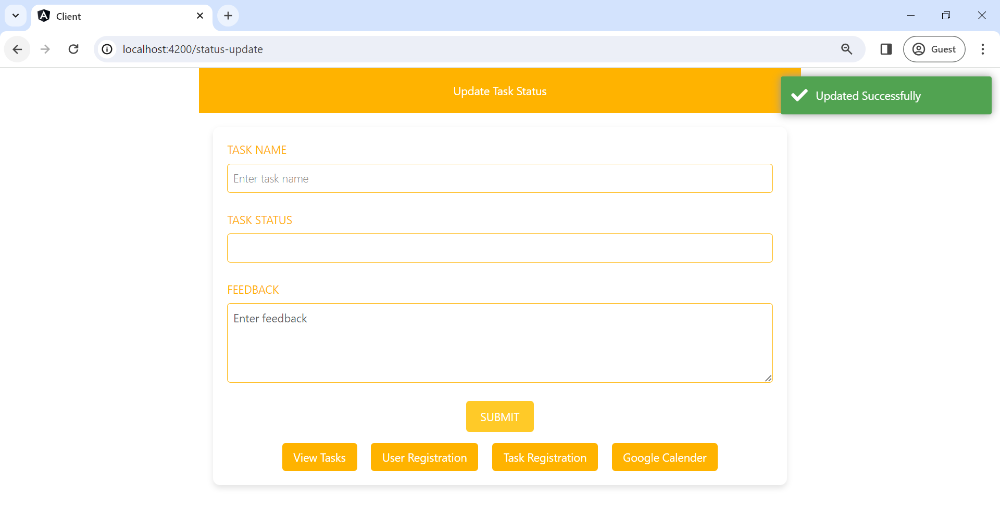 Client
localhost:4200/status-update
Guest
Update Task Status
Updated Successfully
TASK NAME
Enter task name
TASK STATUS
FEEDBACK
Enter feedback
SUBMIT
View Tasks
User Registration
Task Registration
Google Calender